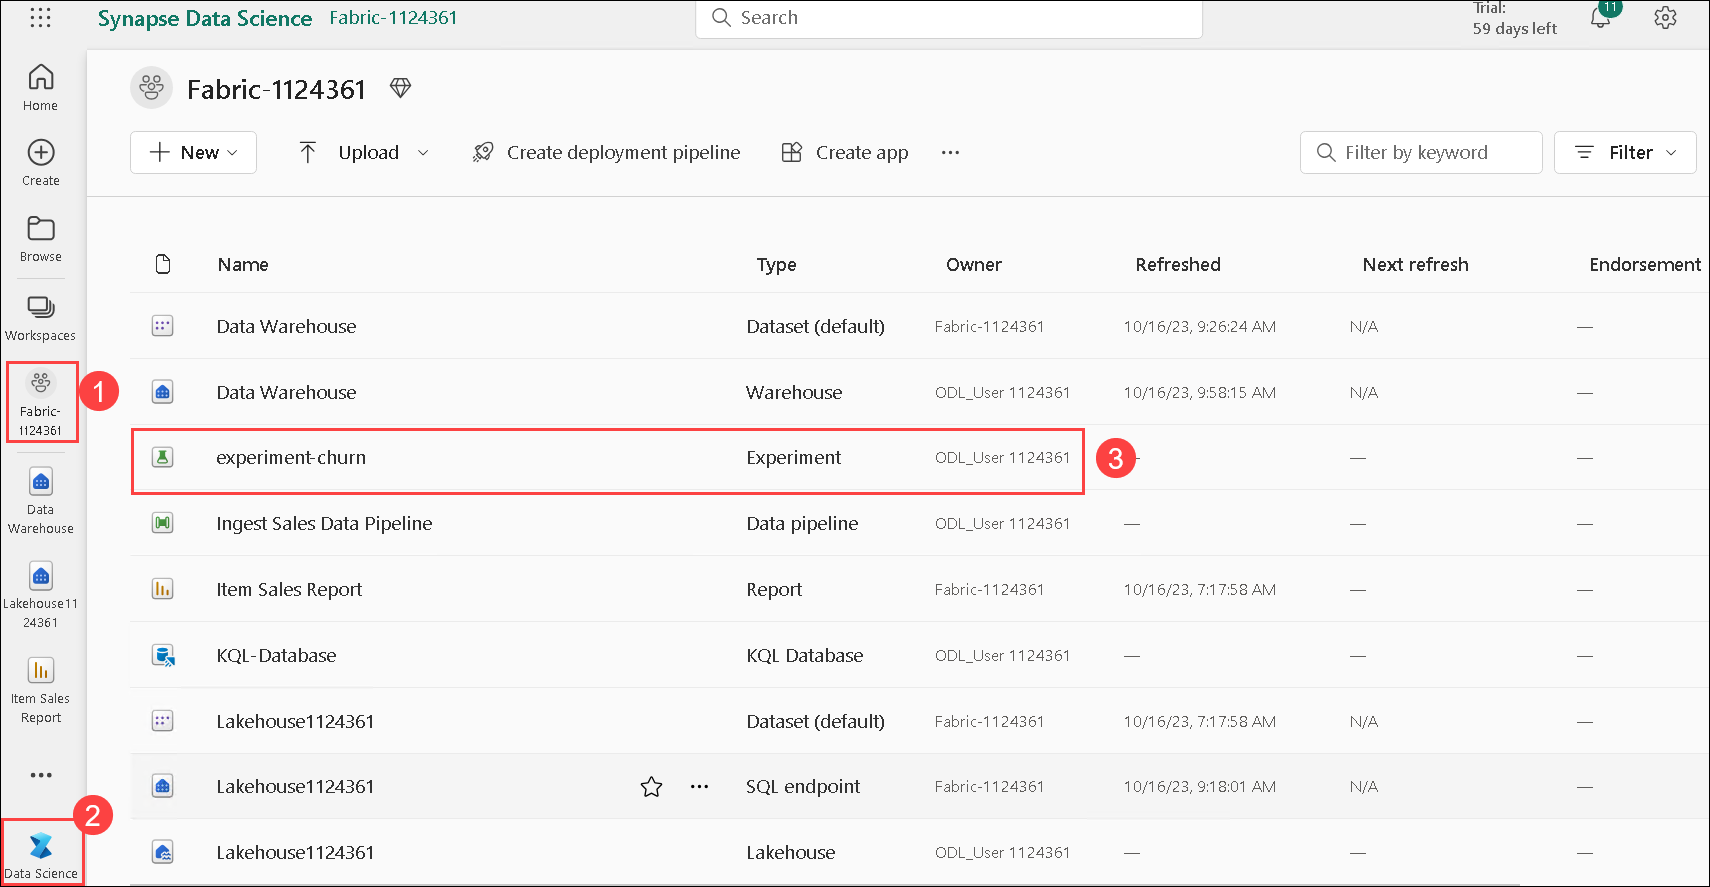 Synapse Data Science Fabric-1124361 Search Trial: 59 days left 11
Home
Create
Browse
Workspaces
Fabric-
1124361
1
Data
Warehouse
Lakehouse11
24361
Item Sales
Report
2
Data Science
Fabric-1124361
New Upload Create deployment pipeline Create app Filter by keyword Filter
Name Type Owner Refreshed Next refresh Endorsement
Data Warehouse Dataset (default) Fabric-1124361 10/16/23, 9:26:24 AM N/A —
Data Warehouse Warehouse ODL_User 1124361 10/16/23, 9:58:15 AM N/A —
experiment-churn Experiment ODL_User 1124361 3 — — —
Ingest Sales Data Pipeline Data pipeline ODL_User 1124361 — — —
Item Sales Report Report Fabric-1124361 10/16/23, 7:17:58 AM — —
KQL-Database KQL Database ODL_User 1124361 — — —
Lakehouse1124361 Dataset (default) Fabric-1124361 10/16/23, 7:17:58 AM N/A —
Lakehouse1124361 SQL endpoint Fabric-1124361 10/16/23, 9:18:01 AM N/A —
Lakehouse1124361 Lakehouse ODL_User 1124361 — — —